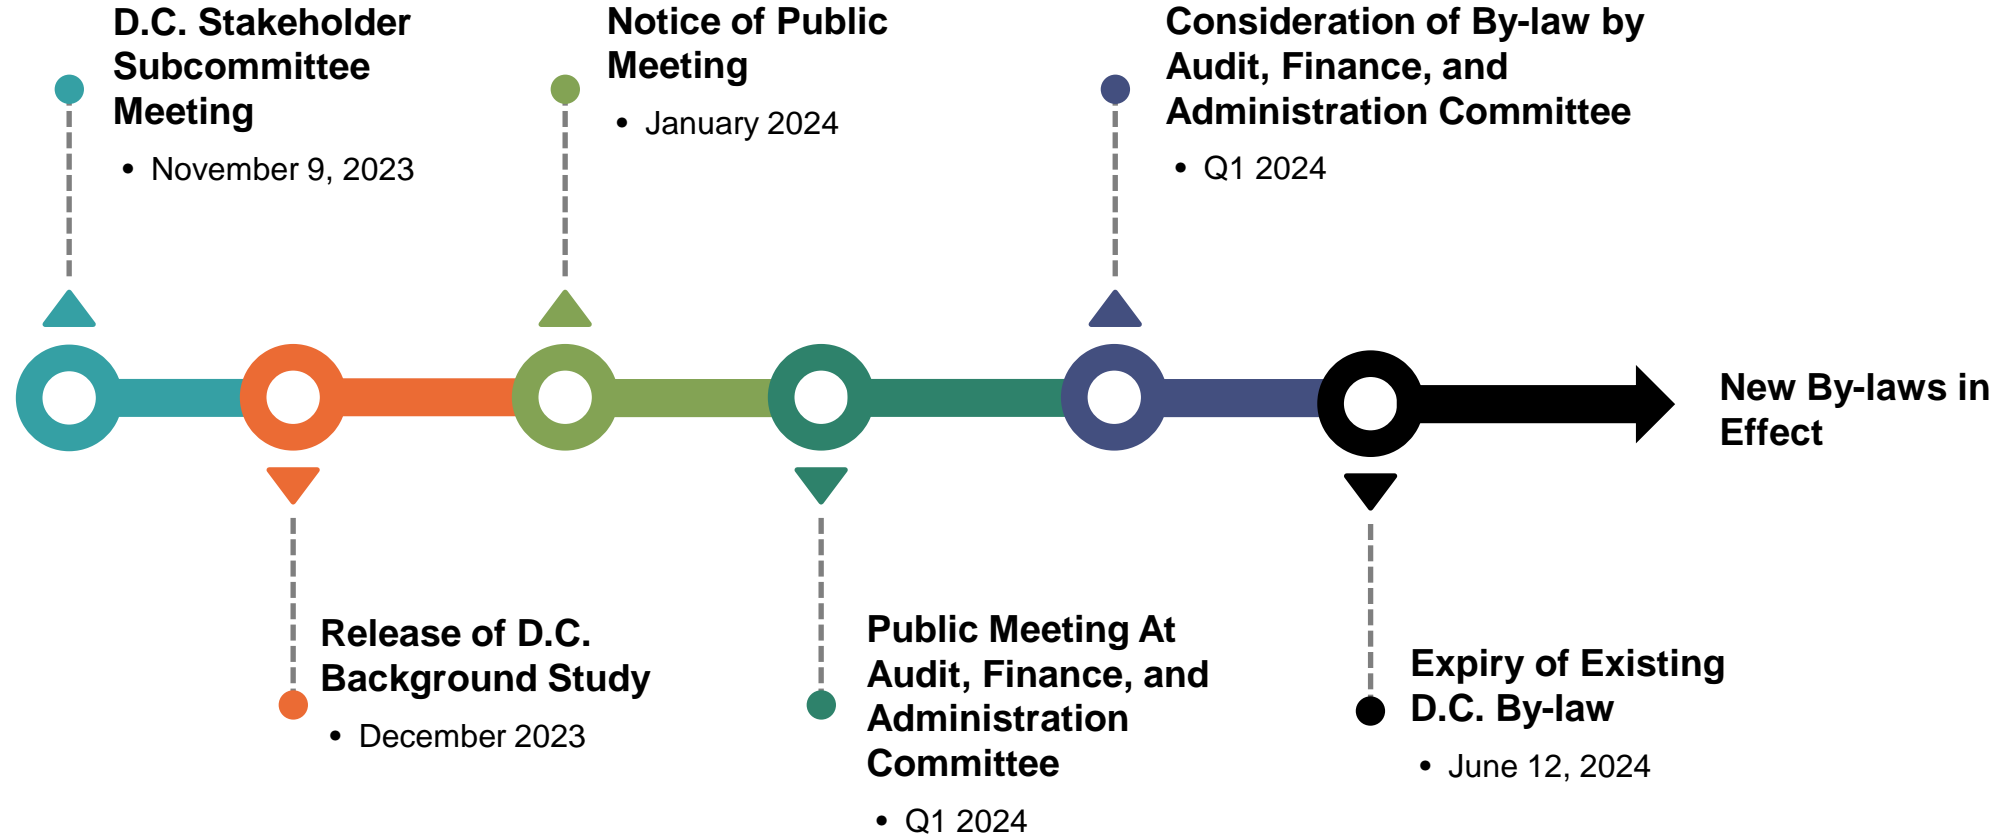 D.C. Stakeholder
Subcommittee
Meeting
• November 9, 2023
Release of D.C.
Background Study
• December 2023
Notice of Public
Meeting
• January 2024
Public Meeting At
Audit, Finance, and
Administration
Committee
• Q1 2024
Consideration of By-law by
Audit, Finance, and
Administration Committee
• Q1 2024
Expiry of Existing
D.C. By-law
• June 12, 2024
New By-laws in
Effect